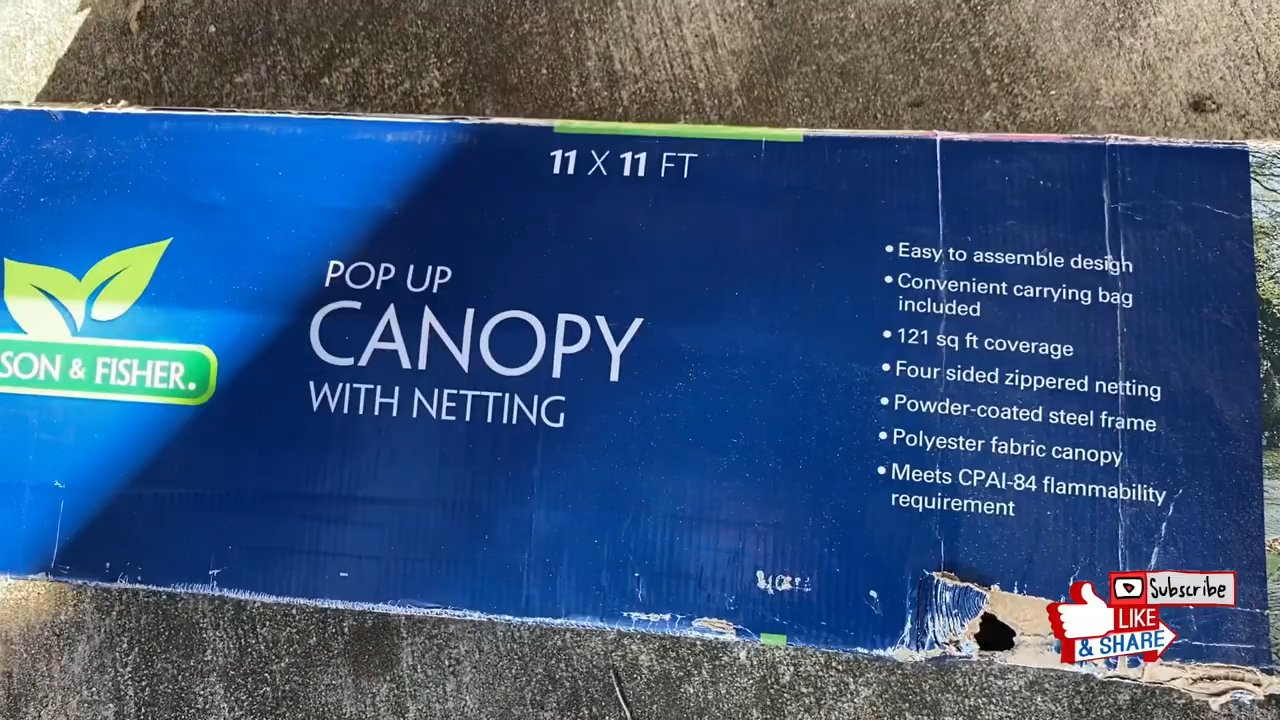 11 X 11 FT
SON & FISHER.
POP UP
CANOPY
WITH NETTING
• Easy to assemble design
• Convenient carrying bag
included
• 121 sq ft coverage
• Four sided zippered netting
• Powder-coated steel frame
• Polyester fabric canopy
• Meets CPAI-84 flammability
requirement
Subscribe
LIKE
& SHARE